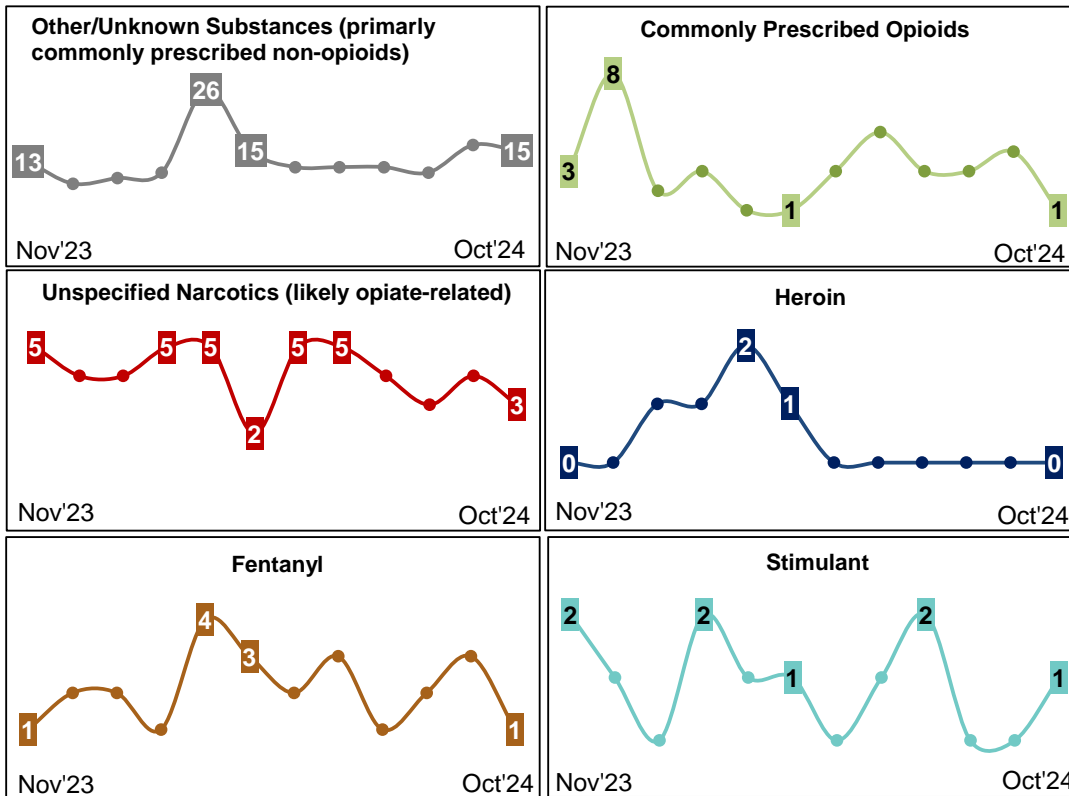 Other/Unknown Substances (primarly
commonly prescribed non-opioids)
26
15
13
15
Nov'23
Oct'24
Commonly Prescribed Opioids
8
3
1
1
Nov'23
Oct'24
Unspecified Narcotics (likely opiate-related)
5
5
5
5
5
2
3
Nov'23
Oct'24
Heroin
2
1
0
0
Nov'23
Oct'24
Fentanyl
4
3
1
1
Nov'23
Oct'24
Stimulant
2
2
2
1
1
Nov'23
Oct'24